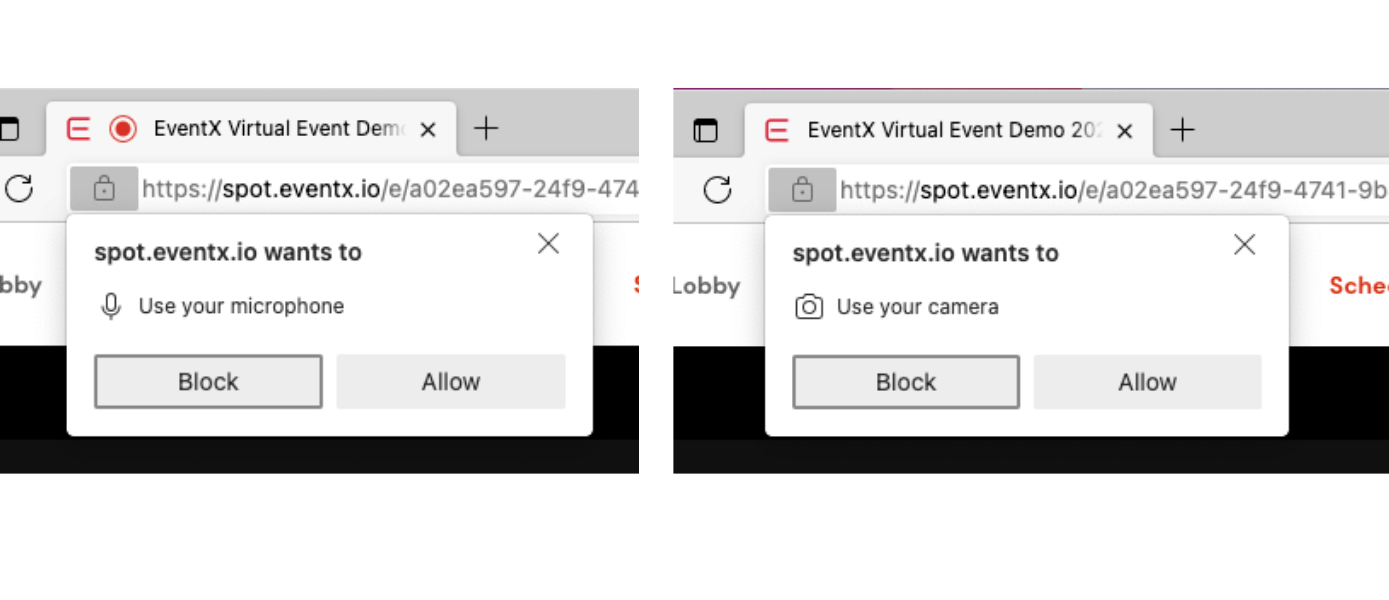 EventX Virtual Event Dem
https://spot.eventx.io/e/a02ea597-24f9-474
spot.eventx.io wants to
bby
Use your microphone
Block
Allow
EventX Virtual Event Demo 202
https://spot.eventx.io/e/a02ea597-24f9-4741-9b
spot.eventx.io wants to
Lobby
Sche
Use your camera
Block
Allow